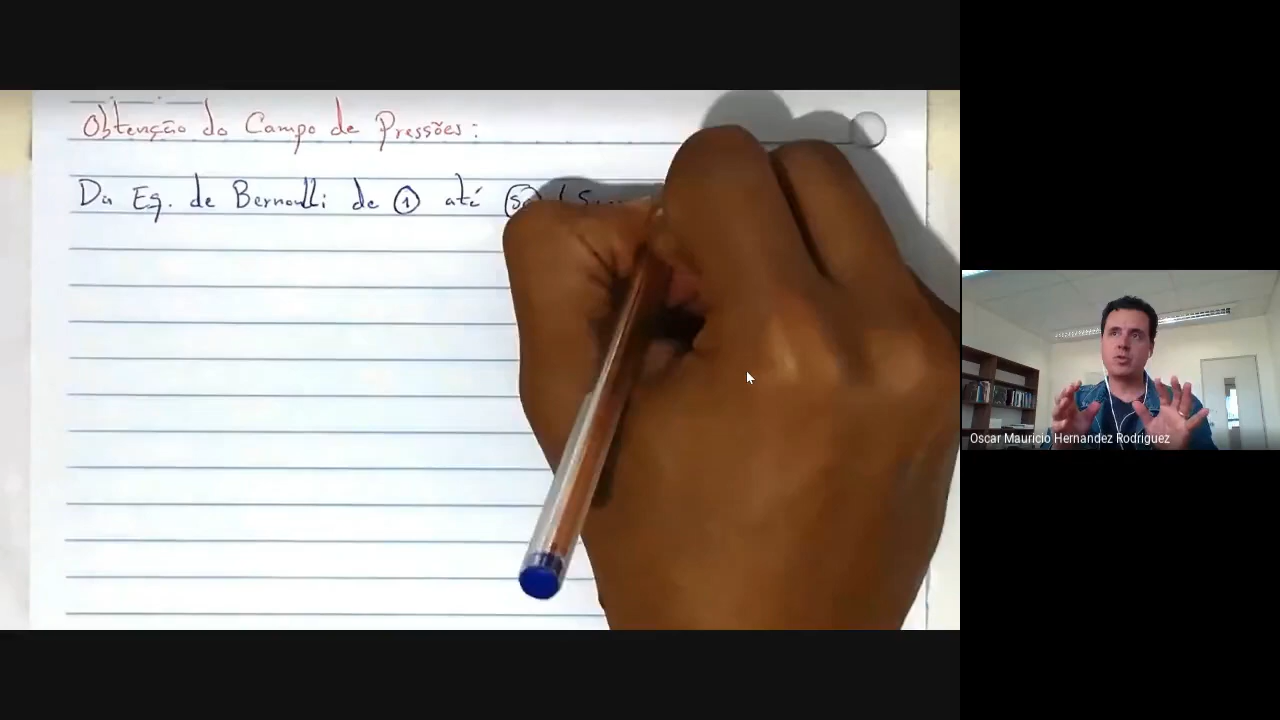 Obtenção do Campo de Pressões:
Da Eq. de Bernoulli de ① até
Oscar Mauricio Hernandez Rodriguez